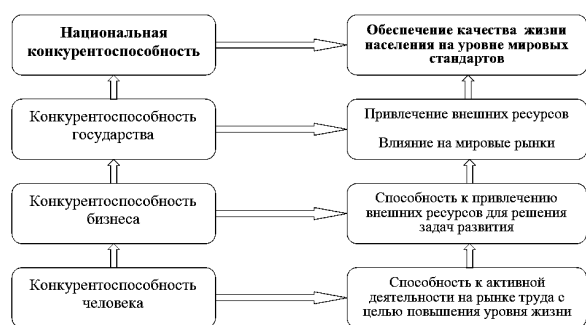 Национальная
конкурентоспособность
Обеспечение качества жизни
населения на уровне мировых
стандартов
Конкурентоспособность
государства
Привлечение внешних ресурсов
Влияние на мировые рынки
Конкурентоспособность
бизнеса
Способность к привлечению
внешних ресурсов для решения
задач развития
Конкурентоспособность
человека
Способность к активной
деятельности на рынке труда с
целью повышения уровня жизни